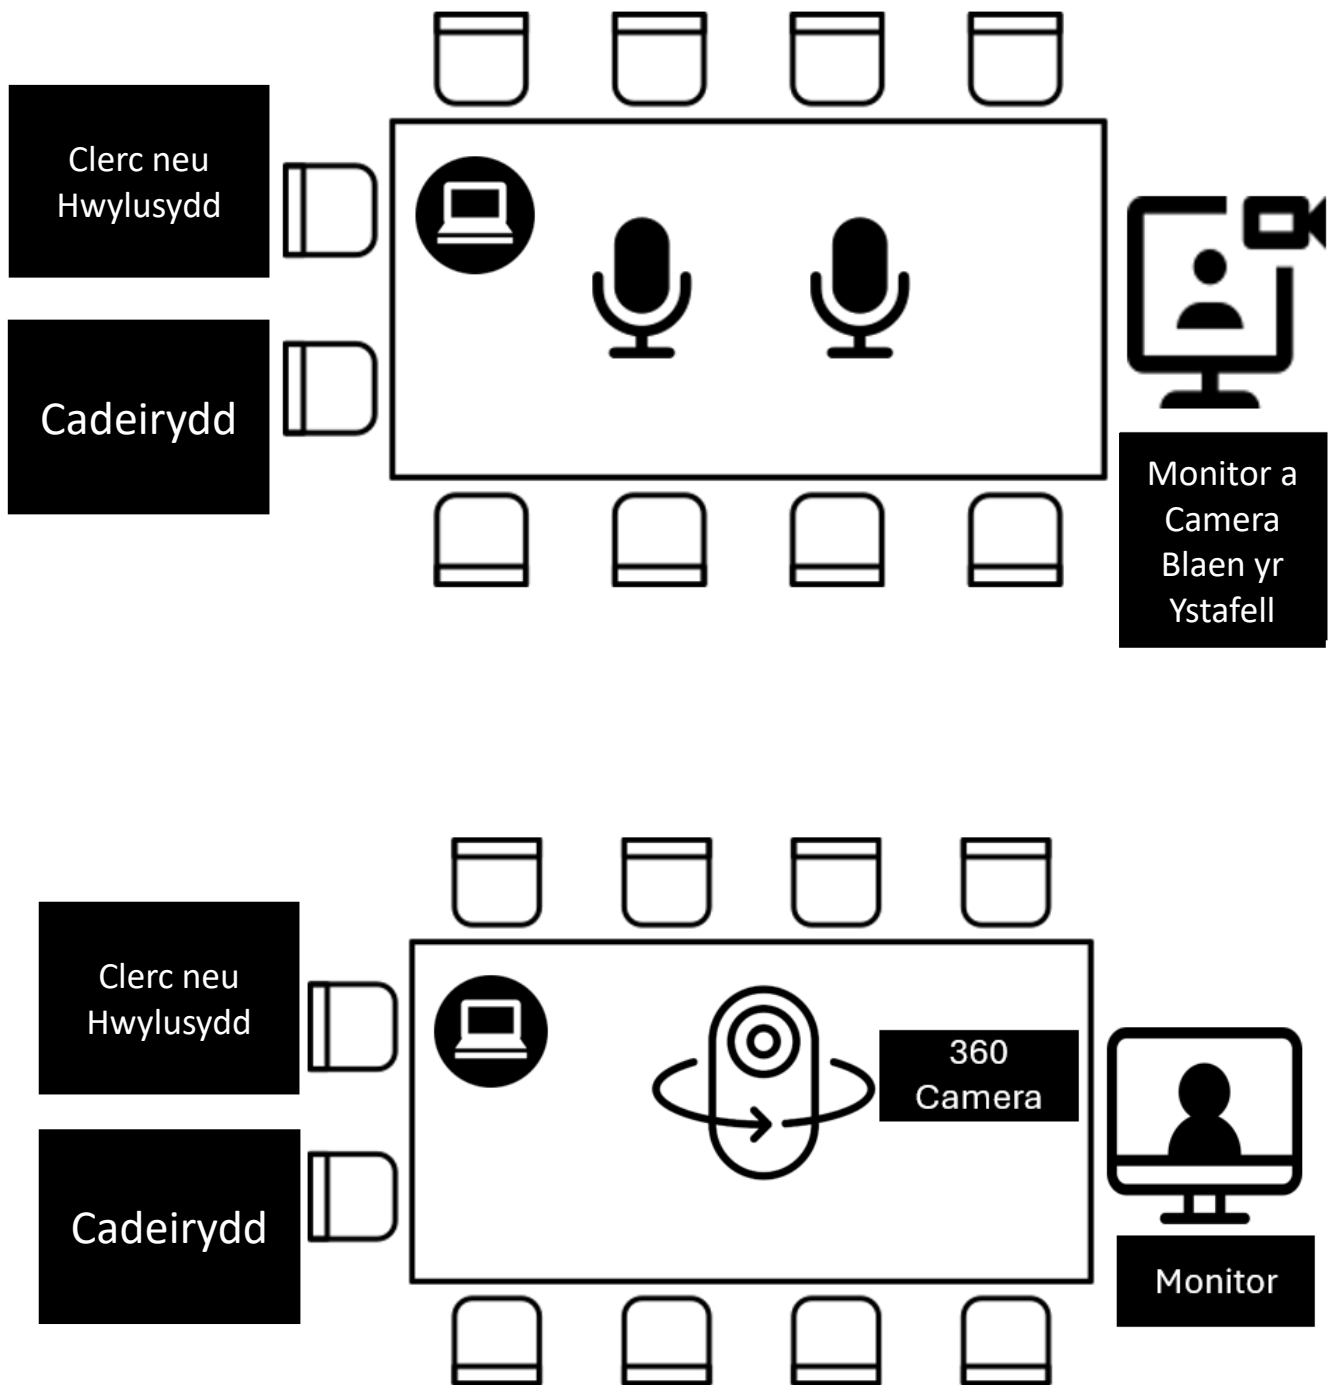 Clerc neu
Hwylusydd
Cadeirydd
Monitor a
Camera
Blaen yr
Ystafell
Clerc neu
Hwylusydd
360
Camera
Cadeirydd
Monitor